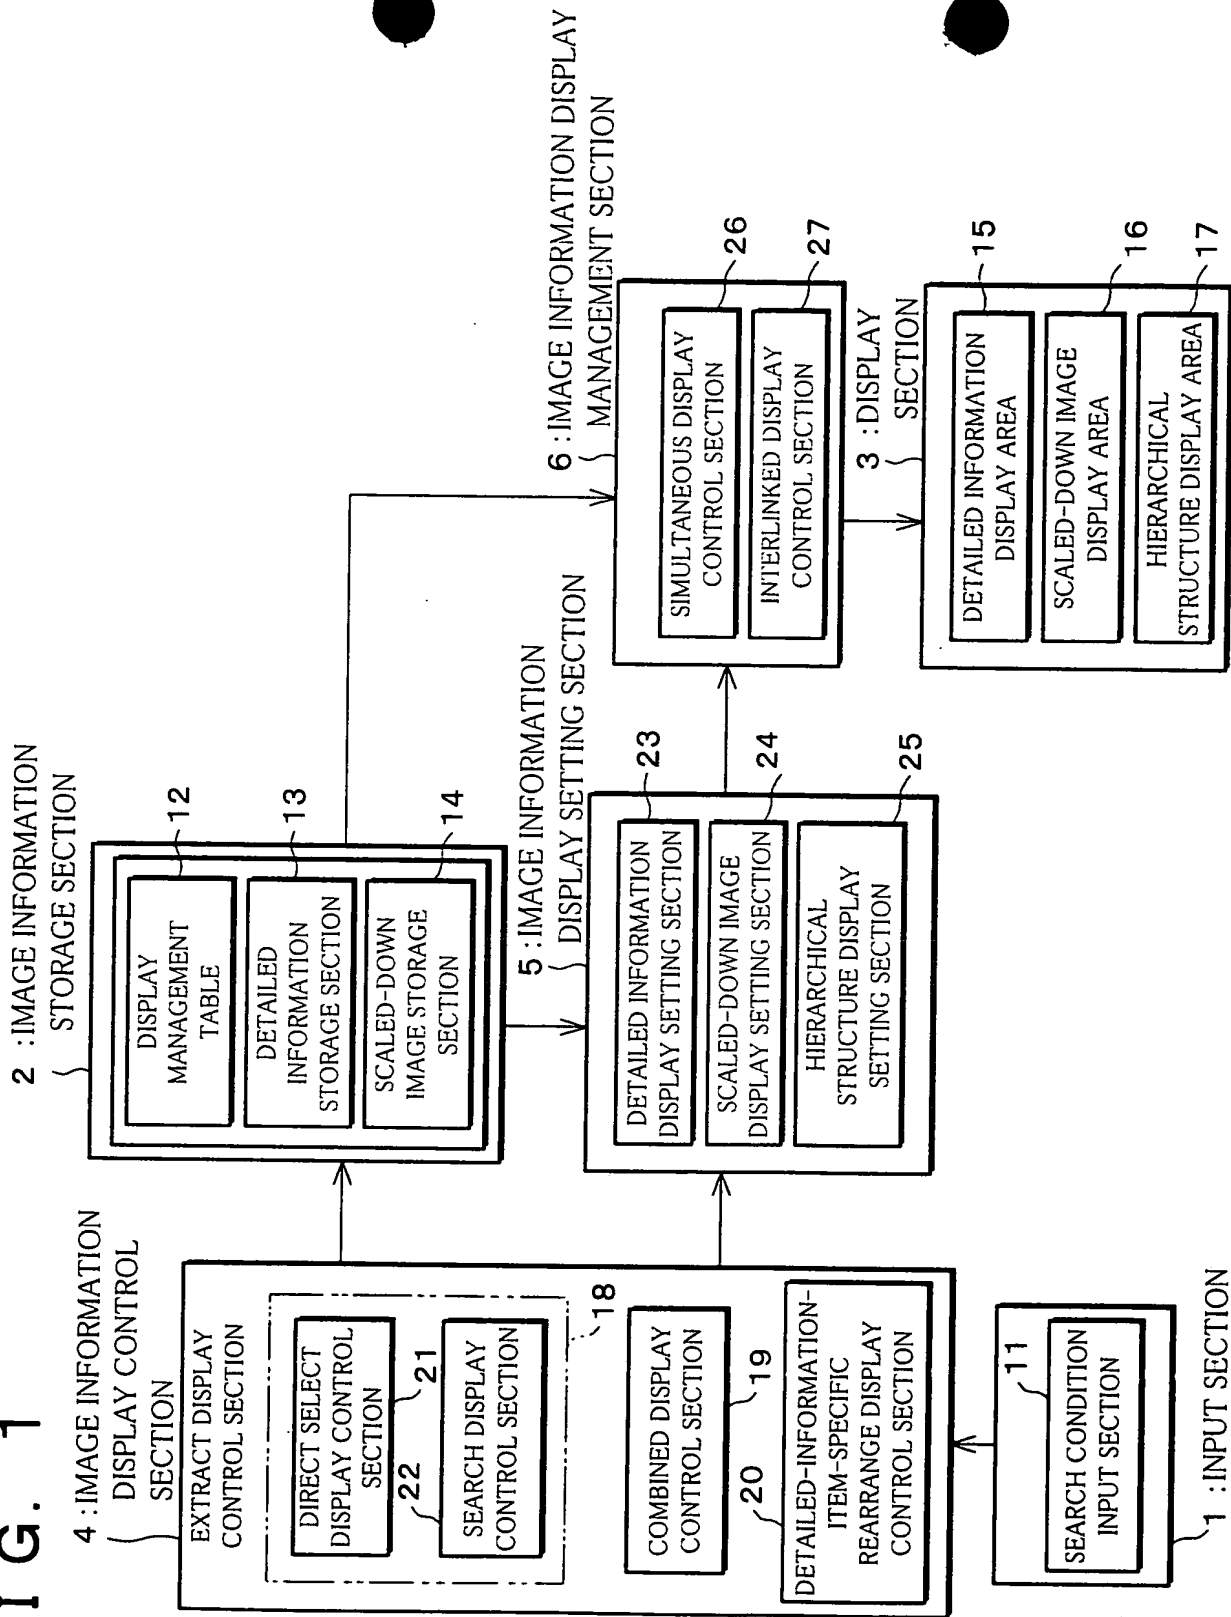 FIG. 1
4 :IMAGE INFORMATION
DISPLAY CONTROL
SECTION
EXTRACT DISPLAY
CONTROL SECTION
DIRECT SELECT
DISPLAY CONTROL
SECTION
21
22
SEARCH DISPLAY
CONTROL SECTION
18
COMBINED DISPLAY
CONTROL SECTION
19
20
DETAILED-INFORMATION-
ITEM-SPECIFIC
REARRANGE DISPLAY
CONTROL SECTION
11
SEARCH CONDITION
INPUT SECTION
1 :INPUT SECTION
2 :IMAGE INFORMATION
STORAGE SECTION
DISPLAY
MANAGEMENT
TABLE
12
DETAILED
INFORMATION
STORAGE SECTION
13
SCALED-DOWN
IMAGE STORAGE
SECTION
14
5 :IMAGE INFORMATION
DISPLAY SETTING SECTION
DETAILED INFORMATION
DISPLAY SETTING SECTION
23
SCALED-DOWN IMAGE
DISPLAY SETTING SECTION
24
HIERARCHICAL
STRUCTURE DISPLAY
SETTING SECTION
25
6 :IMAGE INFORMATION DISPLAY
MANAGEMENT SECTION
SIMULTANEOUS DISPLAY
CONTROL SECTION
26
INTERLINKED DISPLAY
CONTROL SECTION
27
3 :DISPLAY
SECTION
DETAILED INFORMATION
DISPLAY AREA
15
SCALED-DOWN IMAGE
DISPLAY AREA
16
HIERARCHICAL
STRUCTURE DISPLAY AREA
17